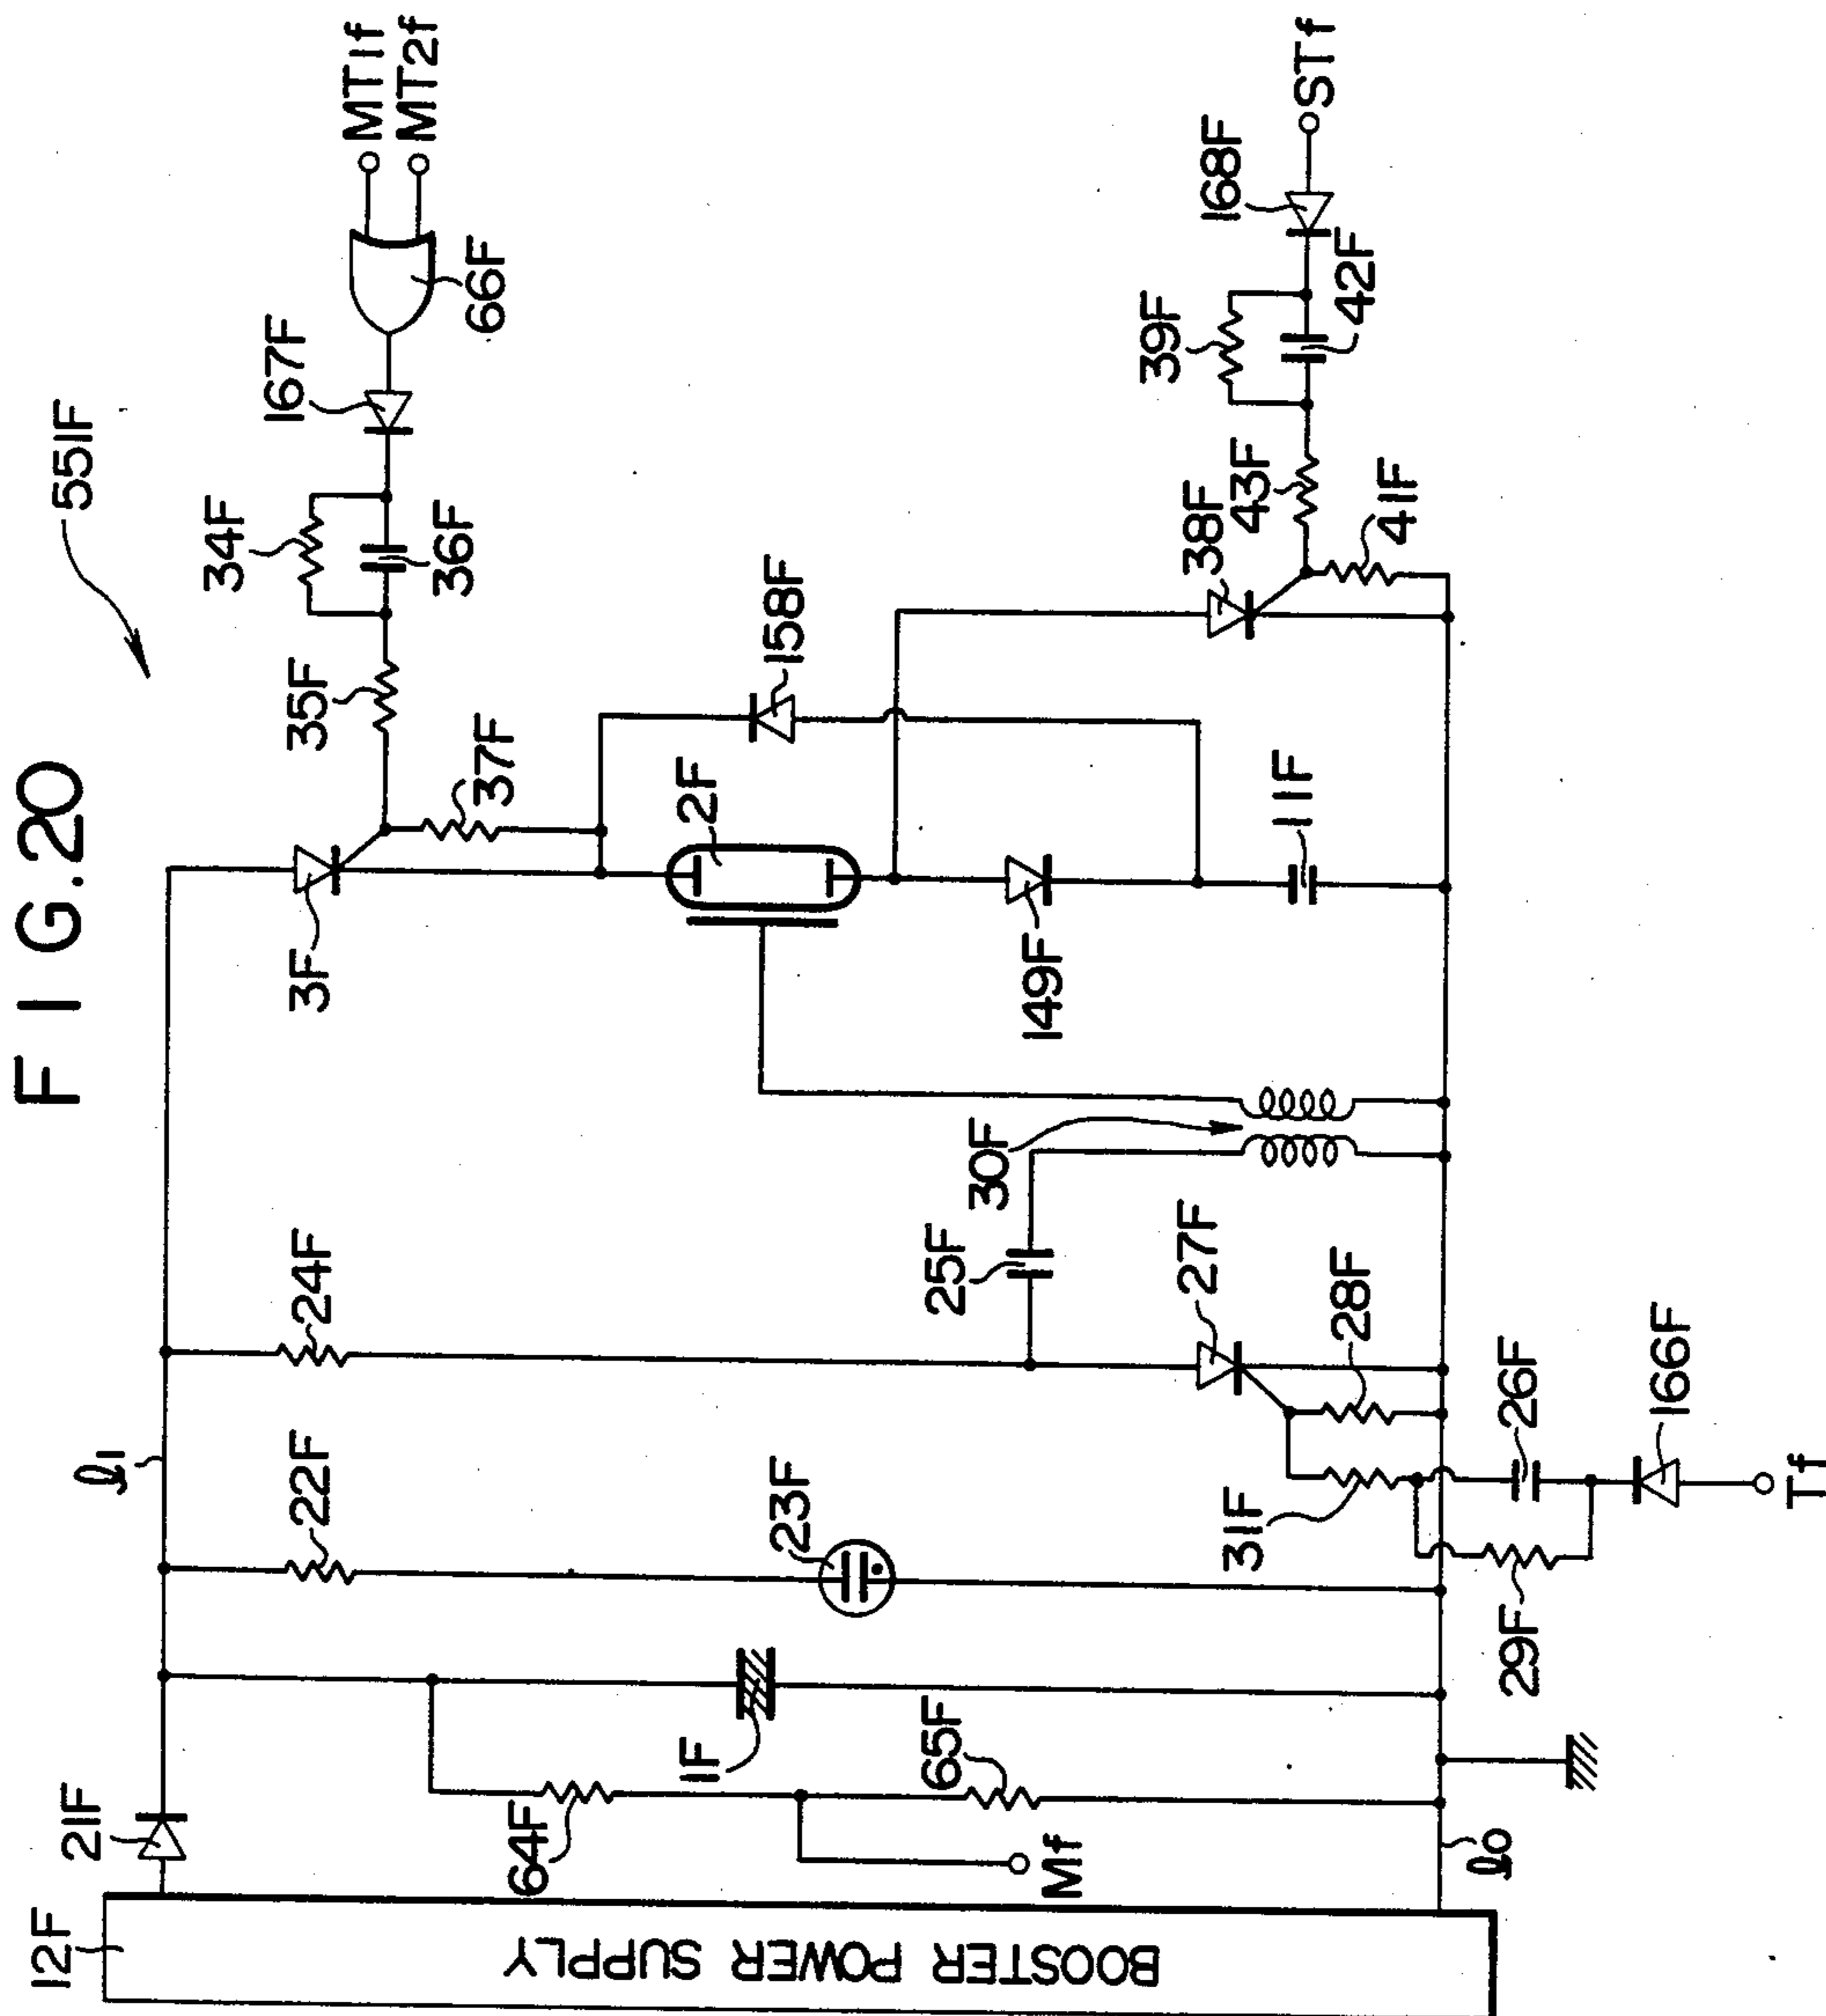 FIG.20
551F
12F
BOOSTER POWER SUPPLY
21F
64F
Mf
65F
1F
l1
l0
22F
23F
24F
25F
27F
28F
31F
29F
26F
166F
Tf
30F
3F
2F
149F
11F
37F
35F
34F
36F
167F
66F
MT1f
MT2f
158F
38F
43F
41F
39F
42F
168F
STf